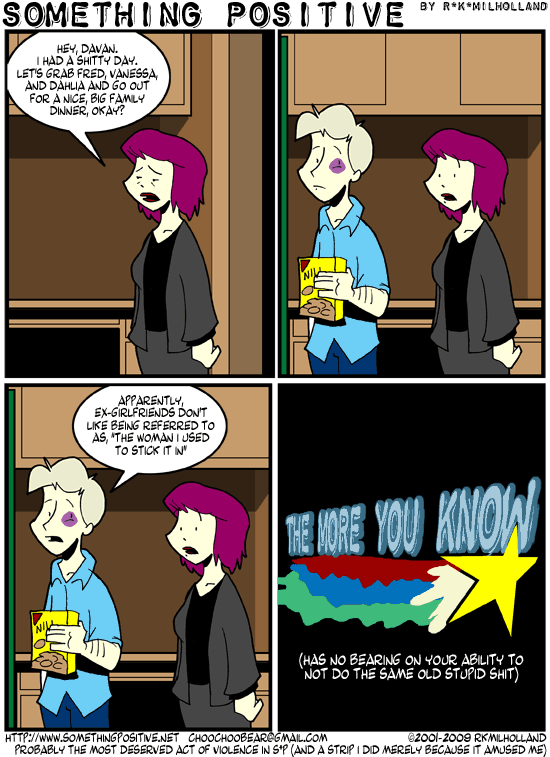 SOMETHING POSITIVE BY R*K*MILHOLLAND
HEY, DAVAN.
I HAD A SHITTY DAY.
LET'S GRAB FRED, VANESSA,
AND DAHLIA AND GO OUT
FOR A NICE, BIG FAMILY
DINNER, OKAY?
NILL
APPARENTLY,
EX-GIRLFRIENDS DON'T
LIKE BEING REFERRED TO
AS, "THE WOMAN I USED
TO STICK IT IN"
NILL
THE MORE YOU KNOW
(HAS NO BEARING ON YOUR ABILITY TO
NOT DO THE SAME OLD STUPID SHIT)
HTTP://WWW.SOMETHINGPOSITIVE.NET CHOOCHOOBEAR@GMAIL.COM ©2001-2009 RKMILHOLLAND
PROBABLY THE MOST DESERVED ACT OF VIOLENCE IN S*P (AND A STRIP I DID MERELY BECAUSE IT AMUSED ME)